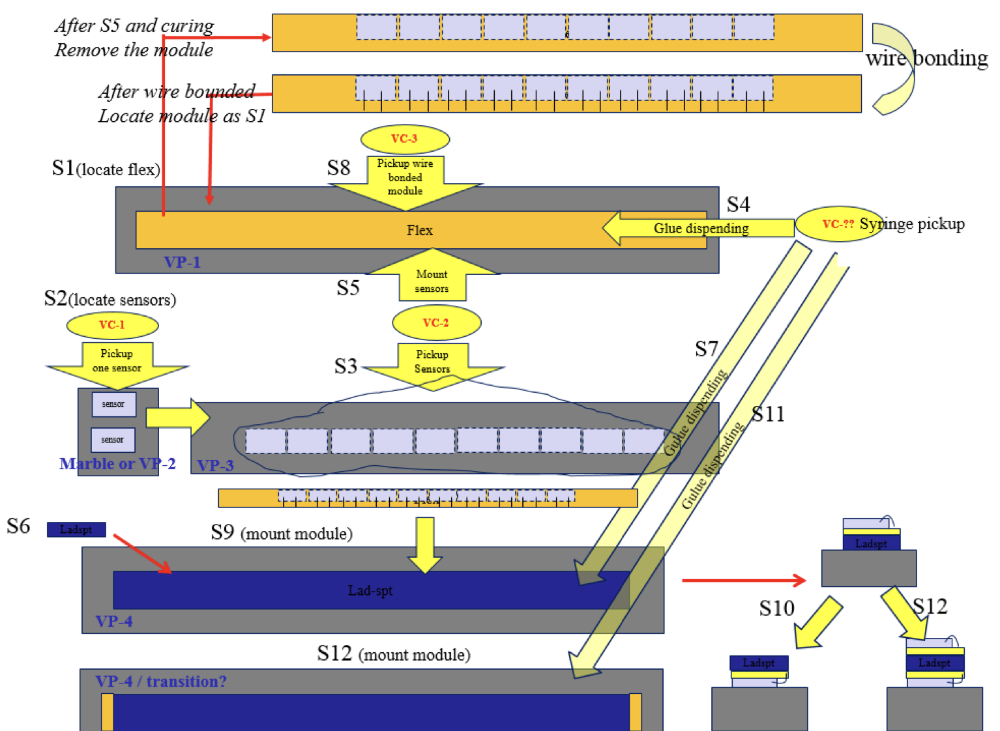 After S5 and curing
Remove the module
wire bonding
After wire bounded
Locate module as S1
VC-3
S1(locate flex)
S8
Pickup wire
bonded
module
S4
Flex
Glue dispending
VC-?? Syringe pickup
VP-1
S5
Mount
sensors
S2(locate sensors)
VC-1
VC-2
Pickup
one sensor
S3
Pickup
Sensors
S7
Gulue dispending
sensor
S11
sensor
Gulue dispending
Marble or VP-2
VP-3
S6
Ladspt
S9 (mount module)
Ladspt
Lad-spt
VP-4
S10
S12
S12 (mount module)
Ladspt
Ladspt
VP-4 / transition?